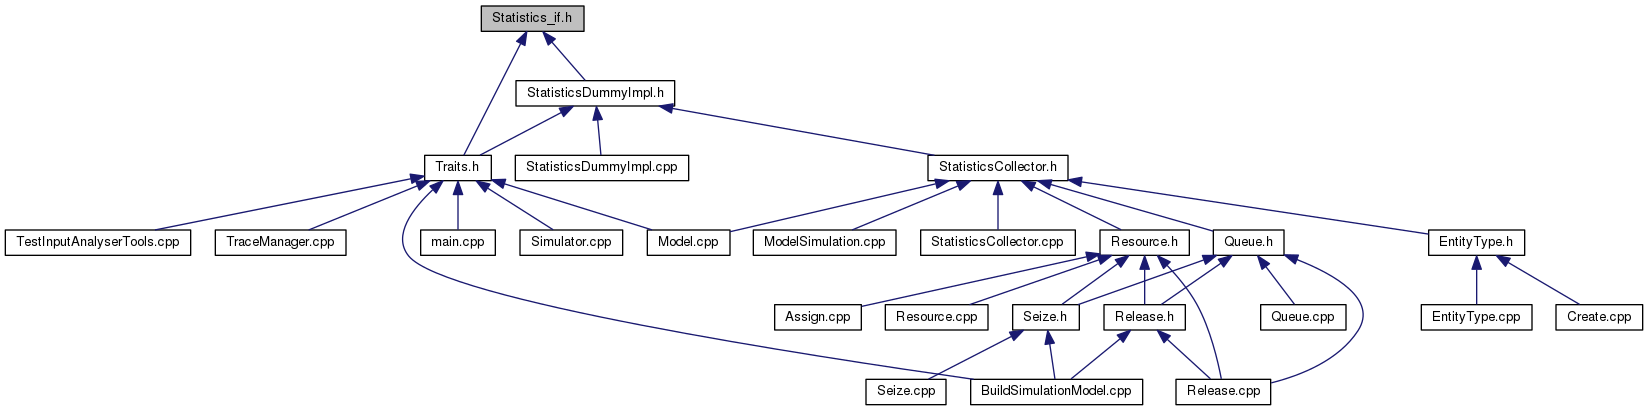 Statistics_if.h
StatisticsDummyImpl.h
Traits.h
StatisticsDummyImpl.cpp
StatisticsCollector.h
TestInputAnalyserTools.cpp
TraceManager.cpp
main.cpp
Simulator.cpp
Model.cpp
ModelSimulation.cpp
StatisticsCollector.cpp
Resource.h
Queue.h
EntityType.h
Assign.cpp
Resource.cpp
Seize.h
Release.h
Queue.cpp
EntityType.cpp
Create.cpp
Seize.cpp
BuildSimulationModel.cpp
Release.cpp